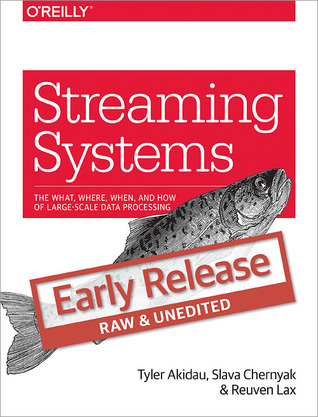 O'REILLY®
Streaming
Systems
THE WHAT, WHERE, WHEN, AND HOW
OF LARGE-SCALE DATA PROCESSING
Early Release
RAW & UNEDITED
Tyler Akidau, Slava Chernyak
& Reuven Lax